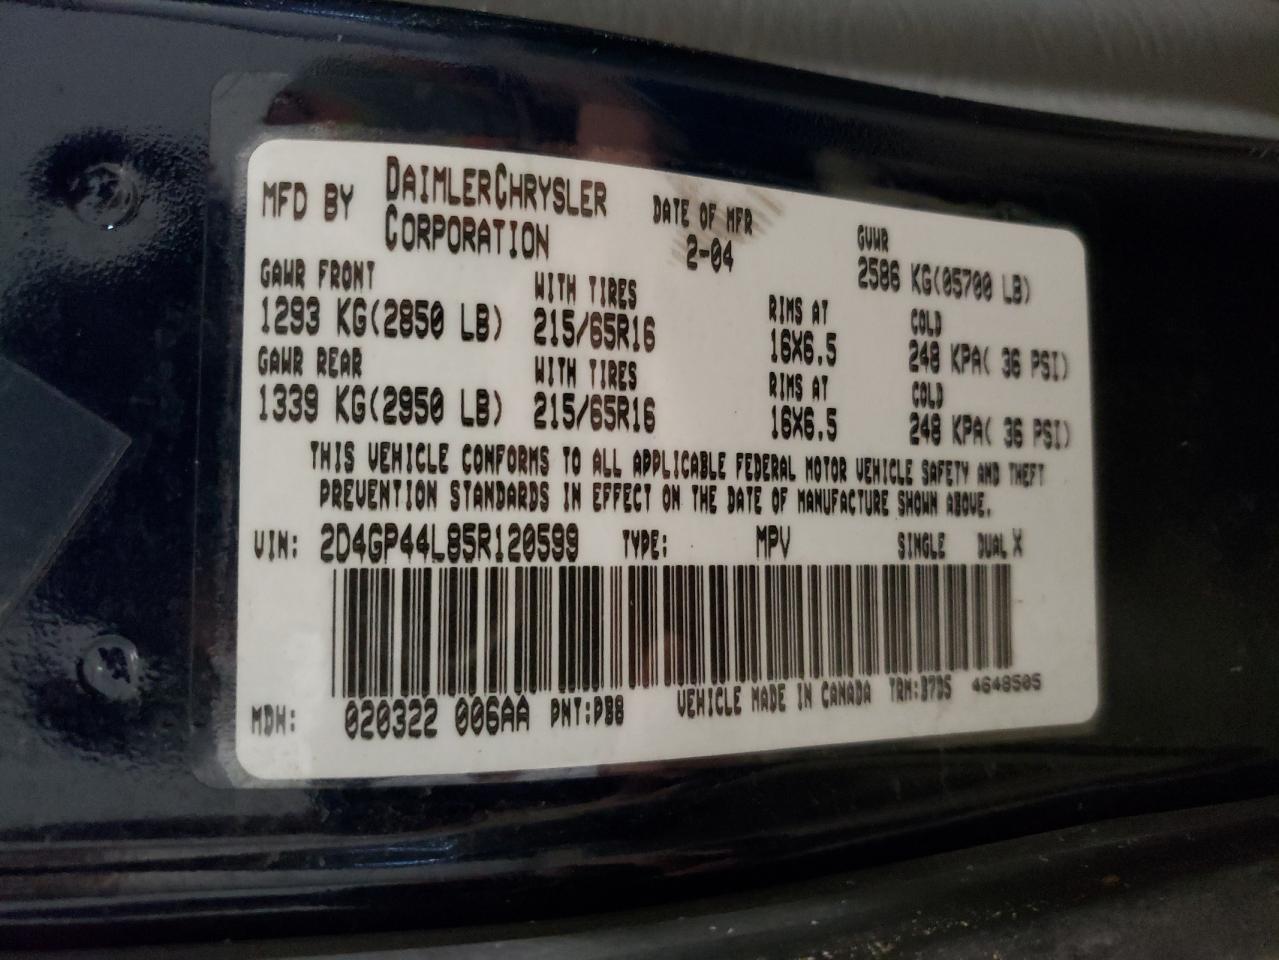 MFD BY DAIMLERCHRYSLER CORPORATION DATE OF MFR 2-04 GVWR 2586 KG(05700 LB)
GAWR FRONT WITH TIRES RIMS AT COLD
1293 KG(2850 LB) 215/65R16 16X6.5 248 KPA( 36 PSI)
GAWR REAR WITH TIRES RIMS AT COLD
1339 KG(2950 LB) 215/65R16 16X6.5 248 KPA( 36 PSI)
THIS VEHICLE CONFORMS TO ALL APPLICABLE FEDERAL MOTOR VEHICLE SAFETY AND THEFT
PREVENTION STANDARDS IN EFFECT ON THE DATE OF MANUFACTURE SHOWN ABOVE.
VIN: 2D4GP44L85R120599 TYPE: MPV SINGLE DUAL X
MDH: 020322 006AA PNT:PB8 VEHICLE MADE IN CANADA TRM:B7D5 4648505